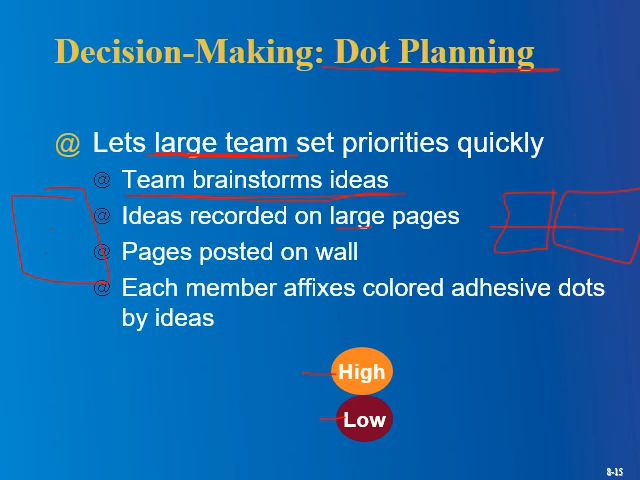 Decision-Making: Dot Planning
@ Lets large team set priorities quickly
@ Team brainstorms ideas
@ Ideas recorded on large pages
@ Pages posted on wall
@ Each member affixes colored adhesive dots
by ideas
High
Low
8-15